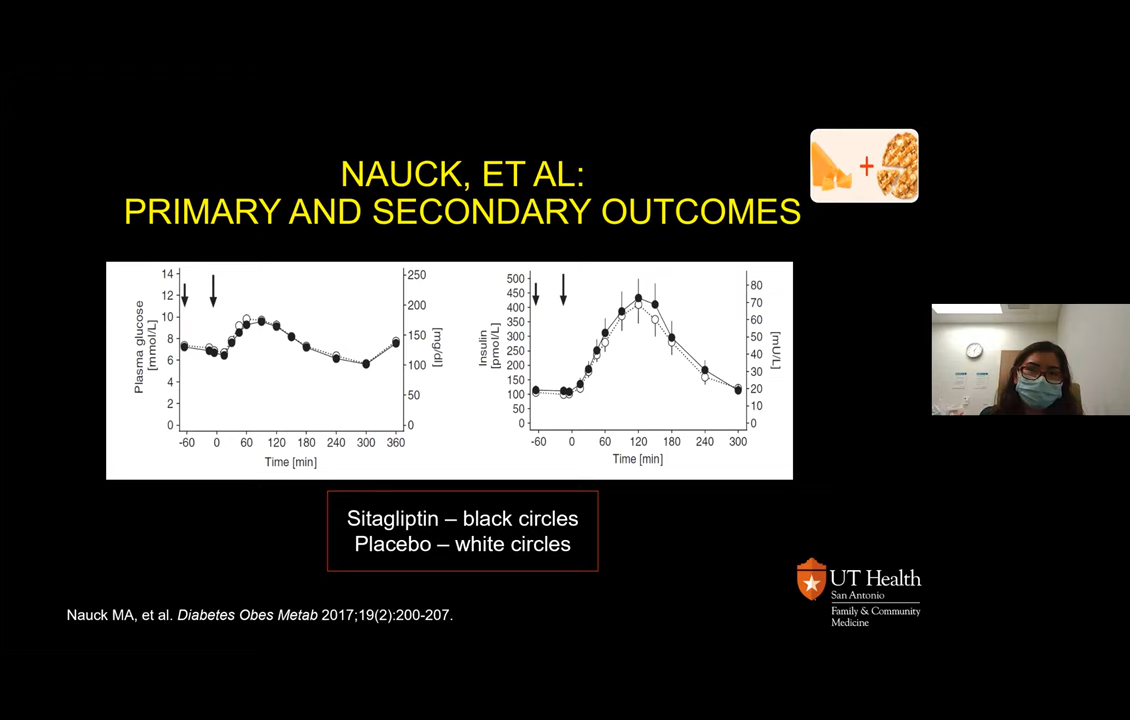 NAUCK, ET AL:
PRIMARY AND SECONDARY OUTCOMES
+
Plasma glucose
[mmol/L]
14
12
10
8
6
4
2
0
250
200
150
100
50
0
[mg/dl]
-60 0 60 120 180 240 300 360
Time [min]
Insulin
[pmol/L]
500
450
400
350
300
250
200
150
100
50
0
80
70
60
50
40
30
20
10
0
[mU/L]
-60 0 60 120 180 240 300
Time [min]
Sitagliptin – black circles
Placebo – white circles
Nauck MA, et al. Diabetes Obes Metab 2017;19(2):200-207.
UT Health
San Antonio
Family & Community
Medicine